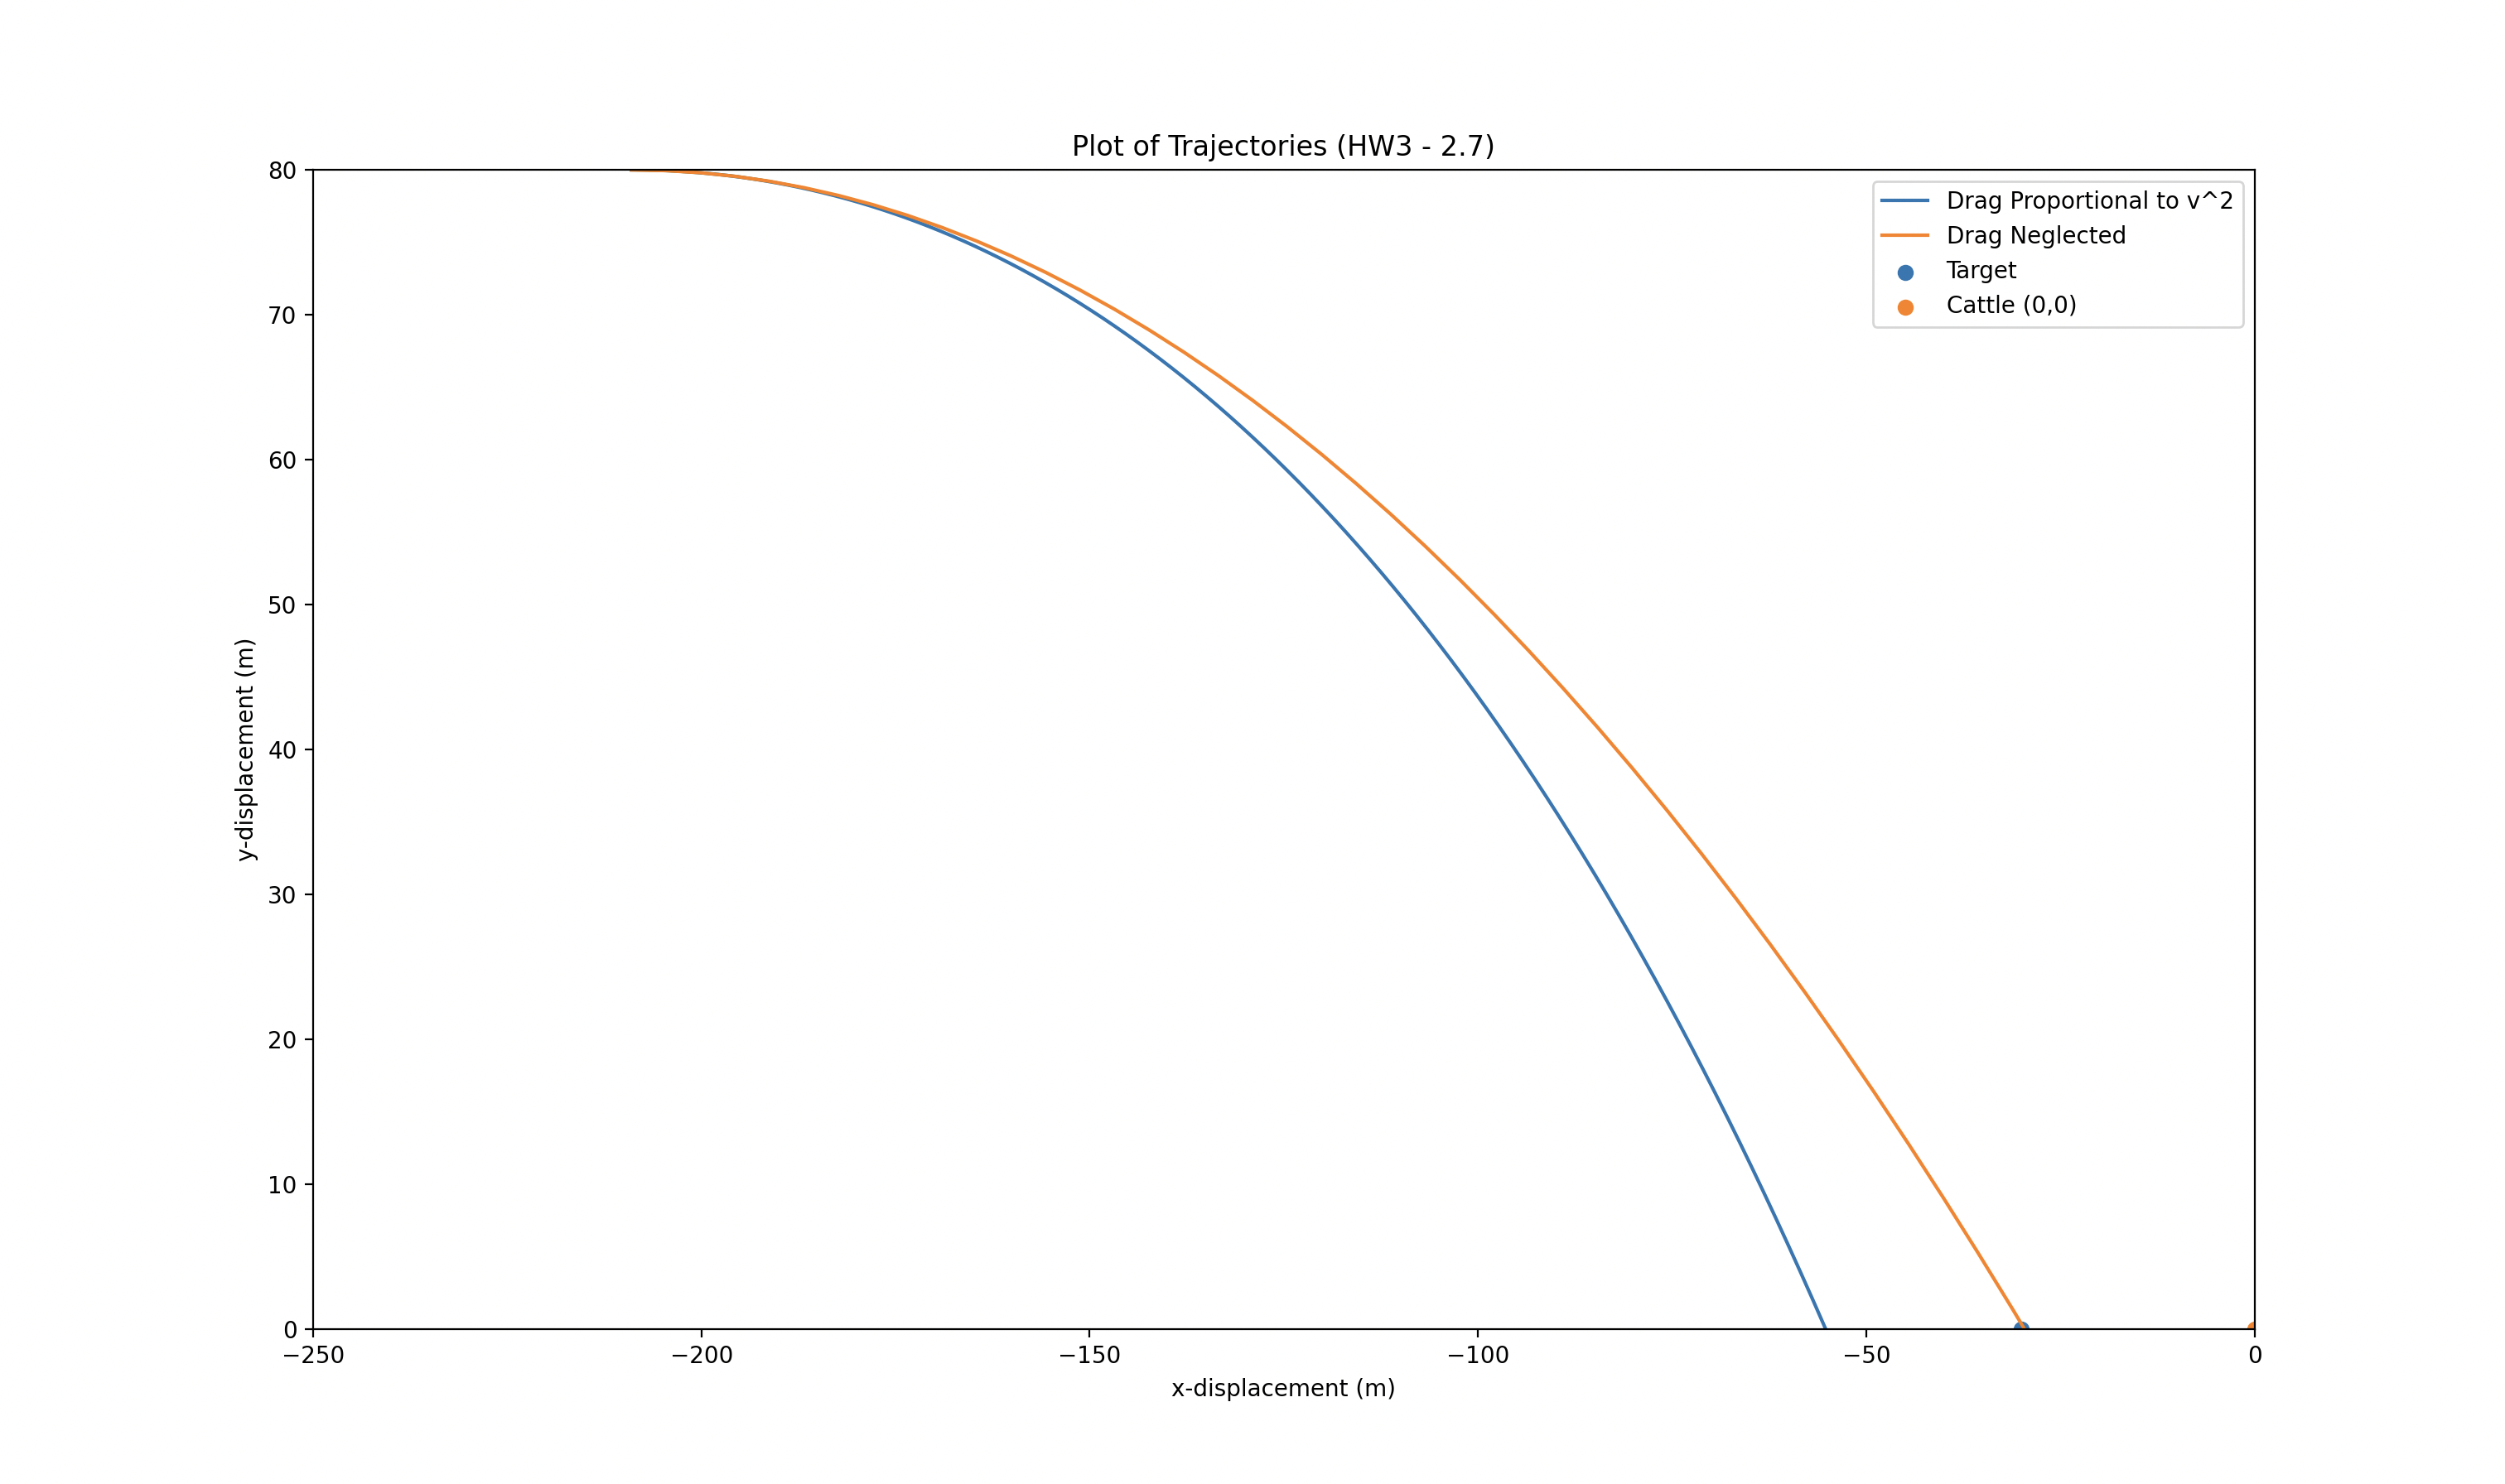 Plot of Trajectories (HW3 - 2.7)
Drag Proportional to v^2
Drag Neglected
Target
Cattle (0,0)
80
70
60
50
40
30
20
10
0
y-displacement (m)
−250
−200
−150
−100
−50
0
x-displacement (m)